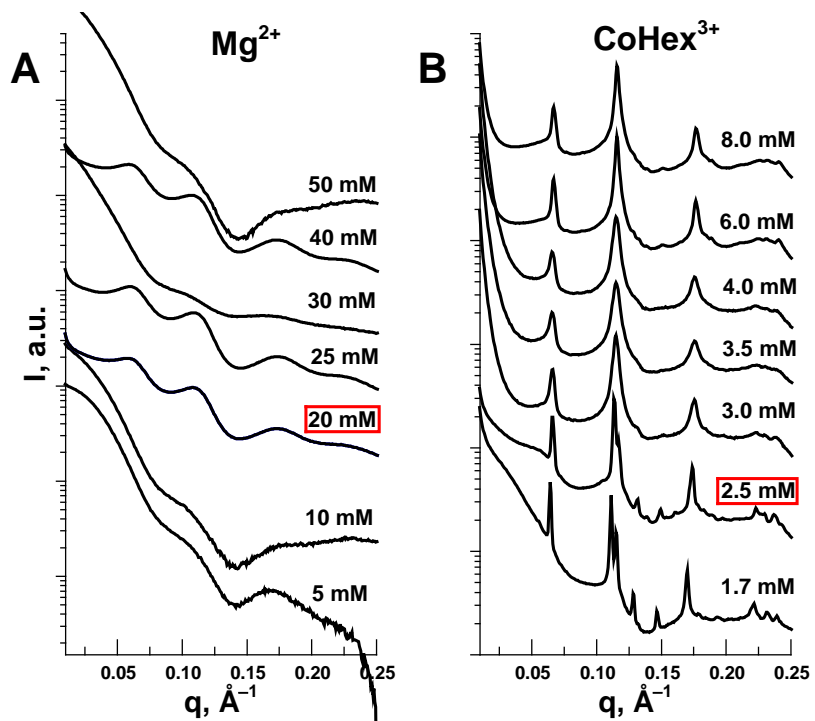 A
Mg²⁺
50 mM
40 mM
30 mM
25 mM
20 mM
10 mM
5 mM
I, a.u.
0.05
0.10
0.15
0.20
0.25
q, Å⁻¹
B
CoHex³⁺
8.0 mM
6.0 mM
4.0 mM
3.5 mM
3.0 mM
2.5 mM
1.7 mM
0.05
0.10
0.15
0.20
0.25
q, Å⁻¹